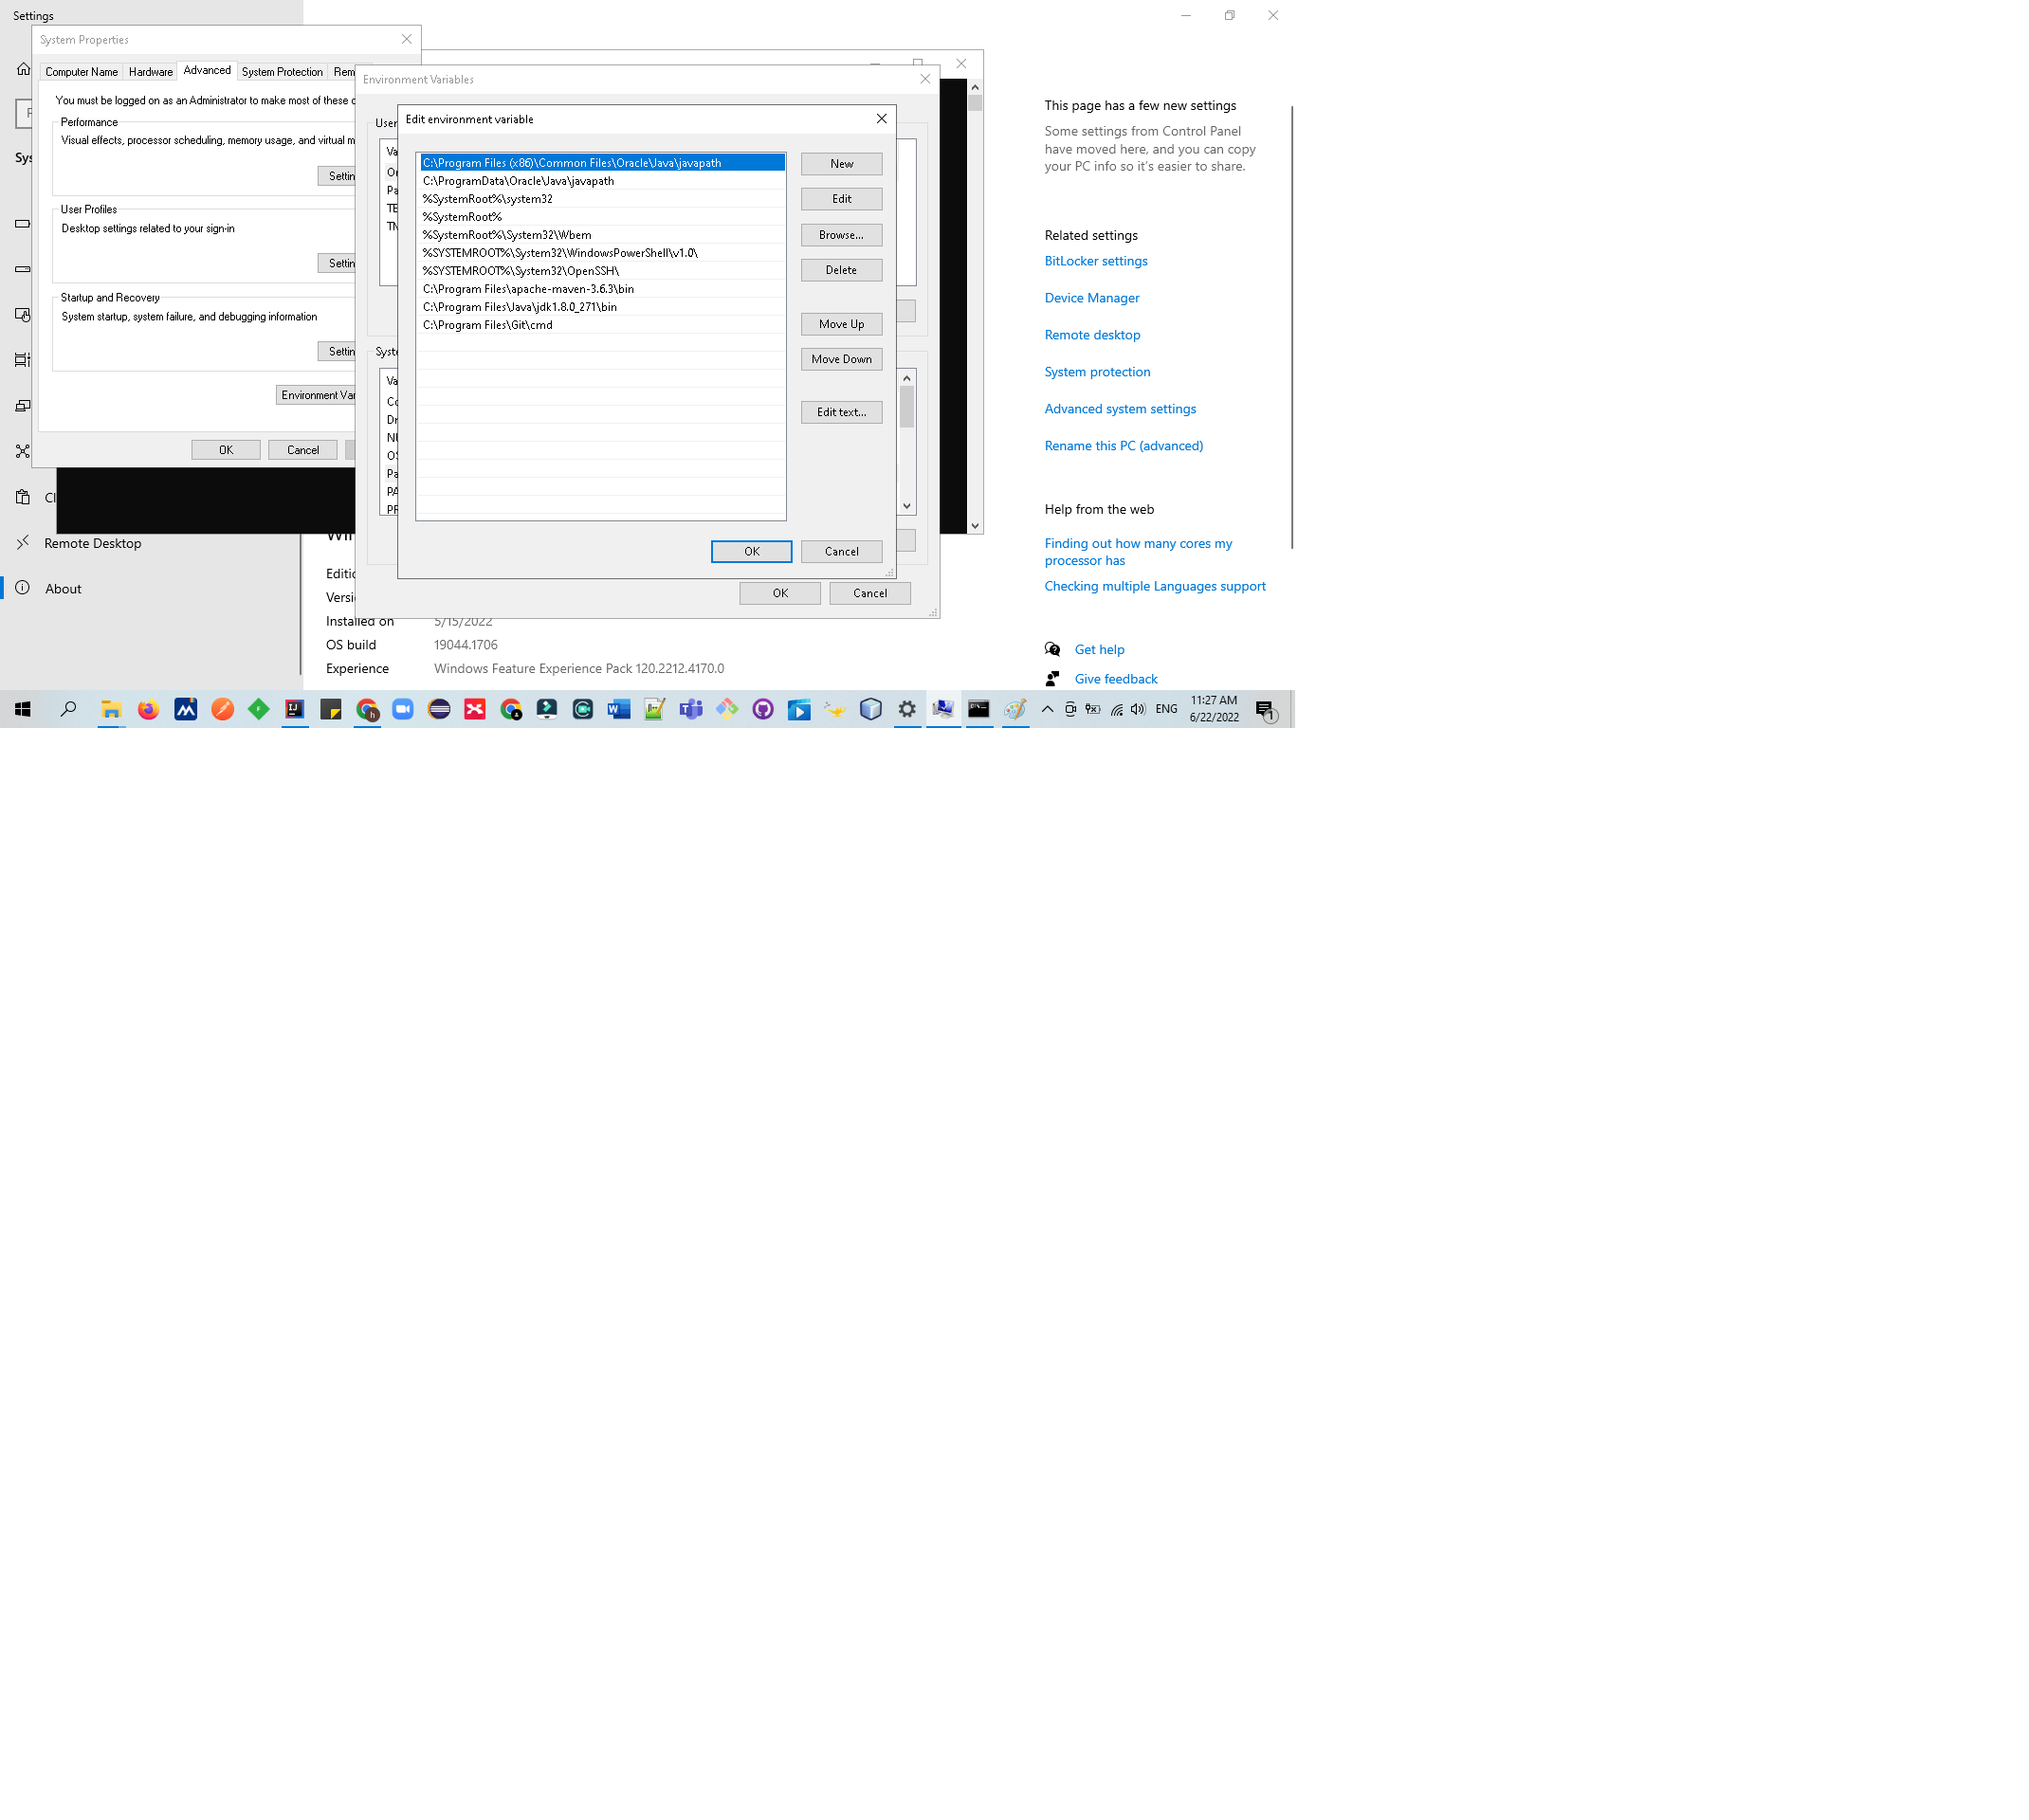 Settings
System Properties
Computer Name
Hardware
Advanced
System Protection
Rem
You must be logged on as an Administrator to make most of these c
Performance
Visual effects, processor scheduling, memory usage, and virtual m
Settin
User Profiles
Desktop settings related to your sign-in
Settin
Startup and Recovery
System startup, system failure, and debugging information
Settin
Environment Var
OK
Cancel
Sys
Cl
Remote Desktop
About
Environment Variables
User
Va
Or
Pa
TE
Syste
Va
Co
Dr
NU
OS
Pa
PA
PR
OK
Cancel
Edit environment variable
C:\Program Files (x86)\Common Files\Oracle\Java\javapath
C:\ProgramData\Oracle\Java\javapath
%SystemRoot%\system32
%SystemRoot%
%SystemRoot%\System32\Wbem
%SYSTEMROOT%\System32\WindowsPowerShell\v1.0\
%SYSTEMROOT%\System32\OpenSSH\
C:\Program Files\apache-maven-3.6.3\bin
C:\Program Files\Java\jdk1.8.0_271\bin
C:\Program Files\Git\cmd
New
Edit
Browse...
Delete
Move Up
Move Down
Edit text...
OK
Cancel
Editio
Versi
Installed on 5/15/2022
OS build 19044.1706
Experience Windows Feature Experience Pack 120.2212.4170.0
This page has a few new settings
Some settings from Control Panel
have moved here, and you can copy
your PC info so it's easier to share.
Related settings
BitLocker settings
Device Manager
Remote desktop
System protection
Advanced system settings
Rename this PC (advanced)
Help from the web
Finding out how many cores my
processor has
Checking multiple Languages support
Get help
Give feedback
ENG
11:27 AM
6/22/2022
1